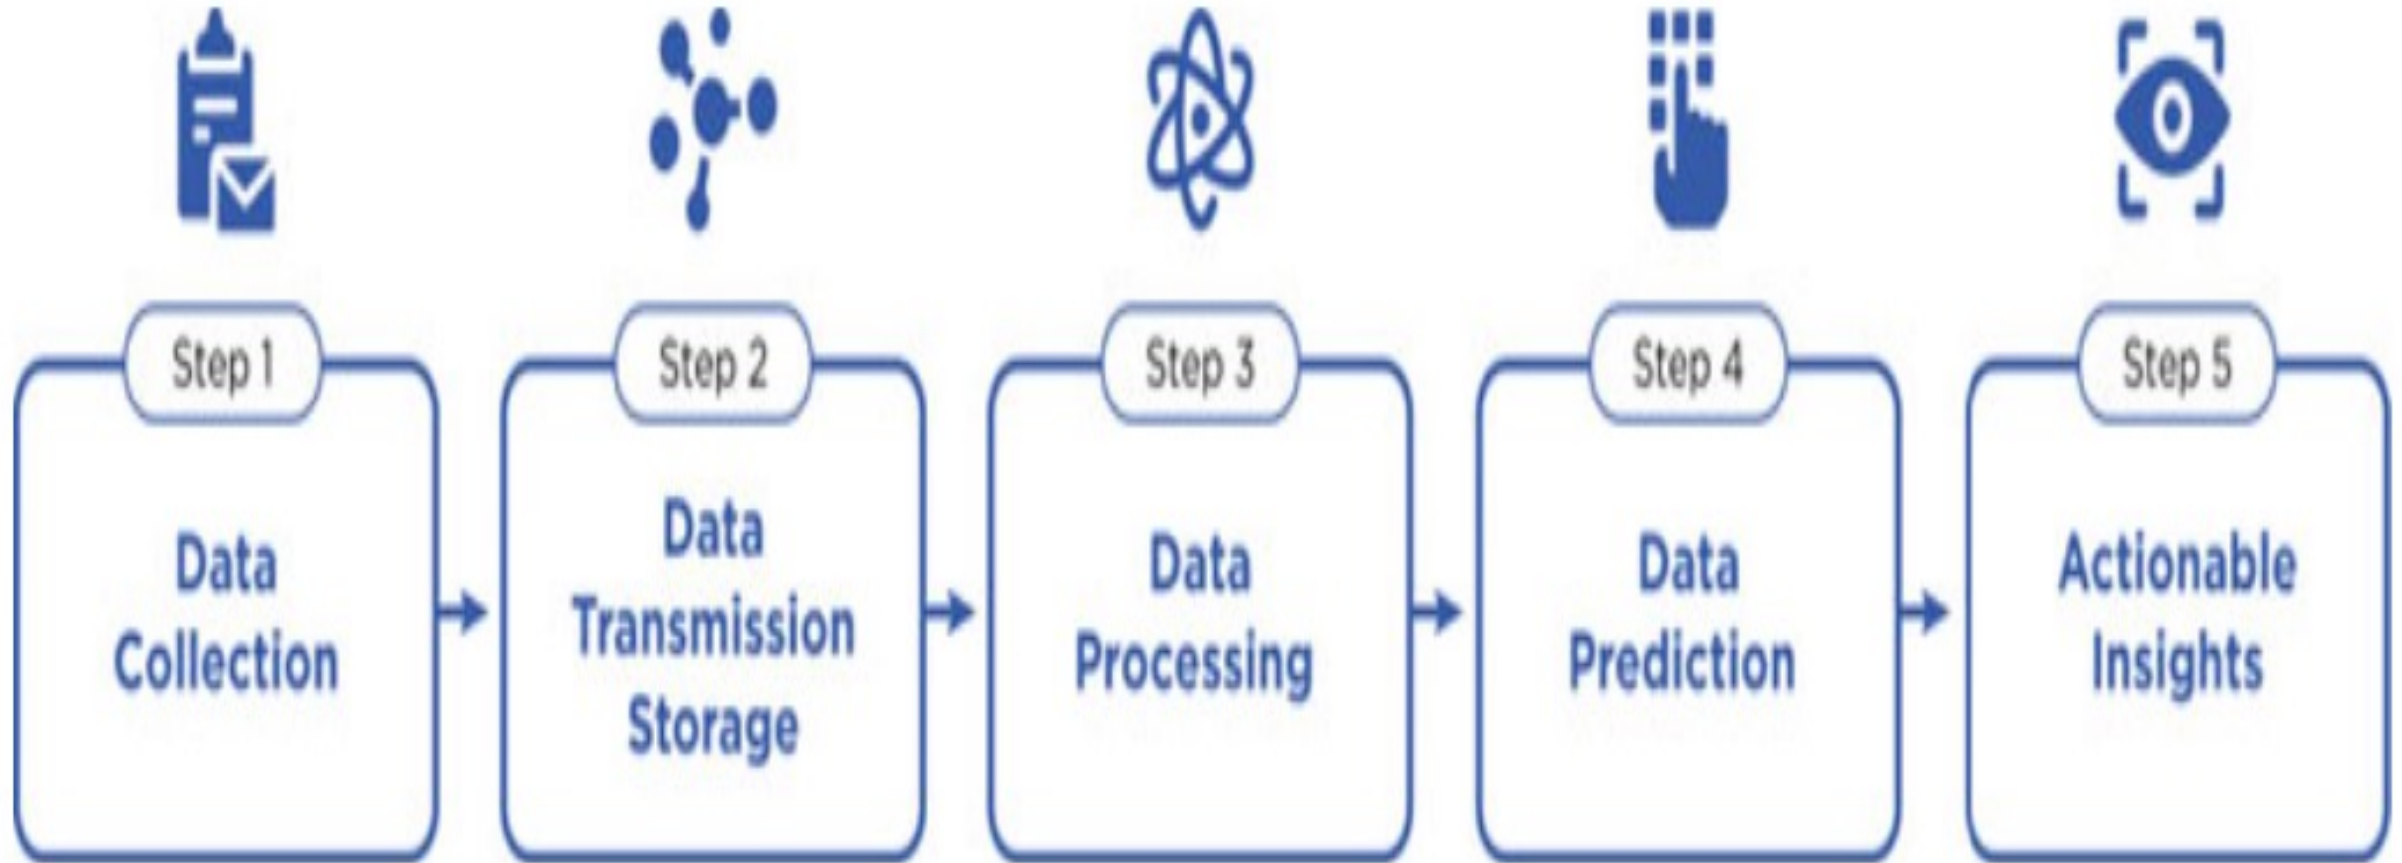 Step 1
Data
Collection
Step 2
Data
Transmission
Storage
Step 3
Data
Processing
Step 4
Data
Prediction
Step 5
Actionable
Insights